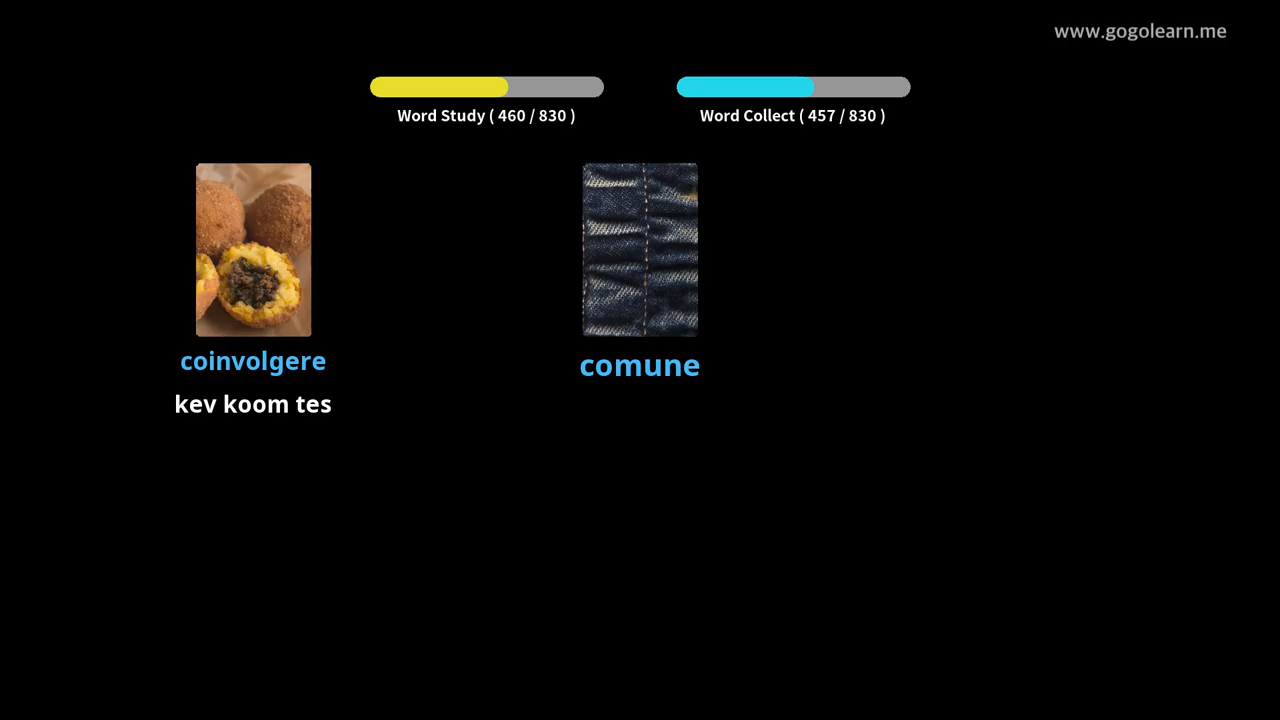 www.gogolearn.me
Word Study ( 460 / 830 )
Word Collect ( 457 / 830 )
coinvolgere
comune
kev koom tes